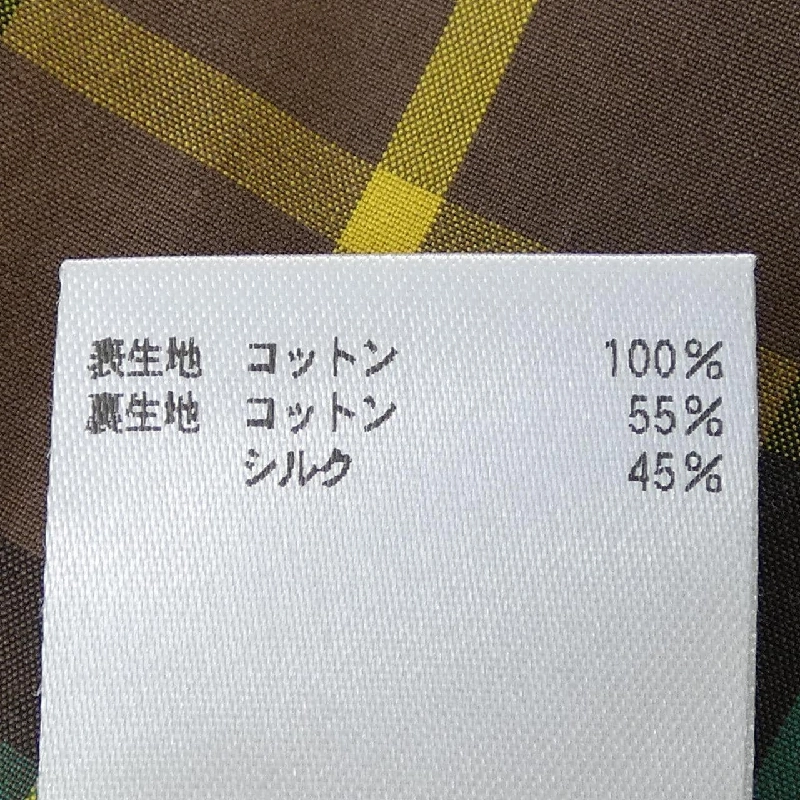 表生地 コットン 100%
裏生地 コットン 55%
シルク 45%